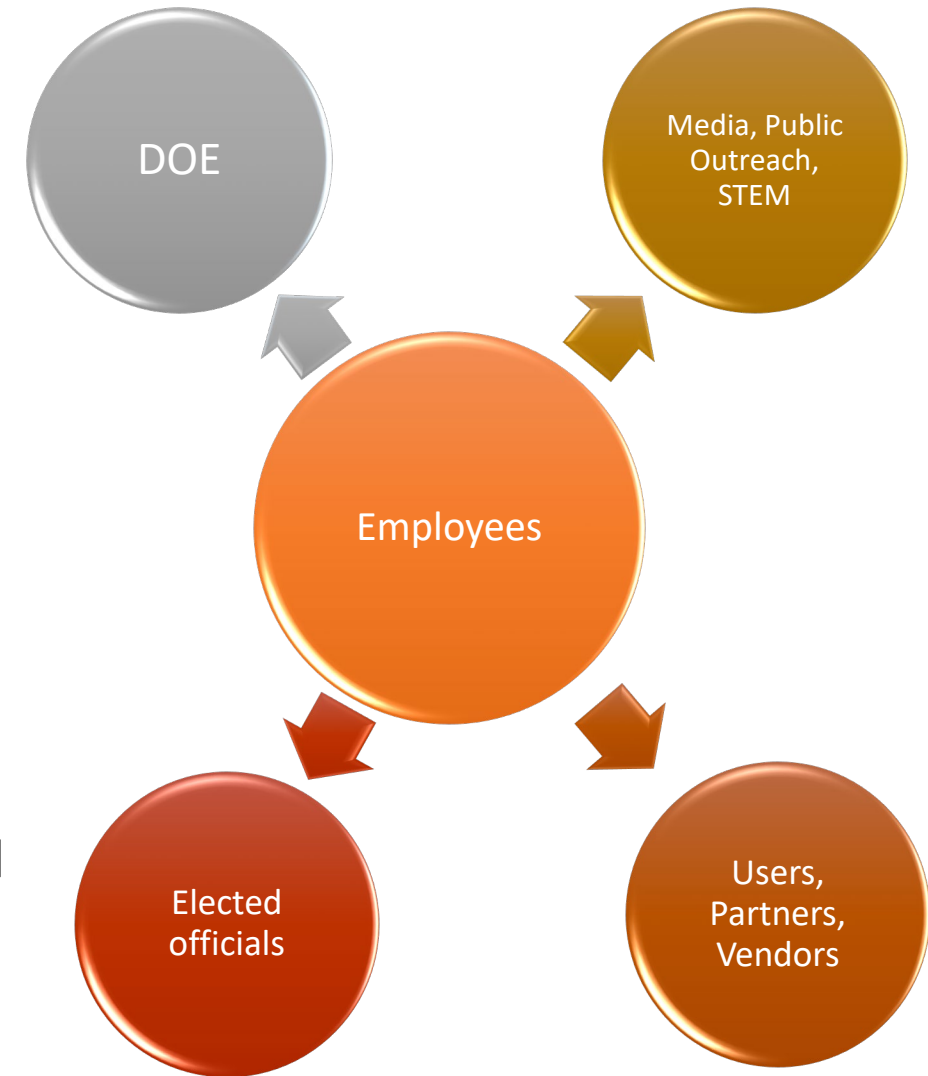 DOE
Media, Public
Outreach,
STEM
Employees
Elected
officials
Users,
Partners,
Vendors